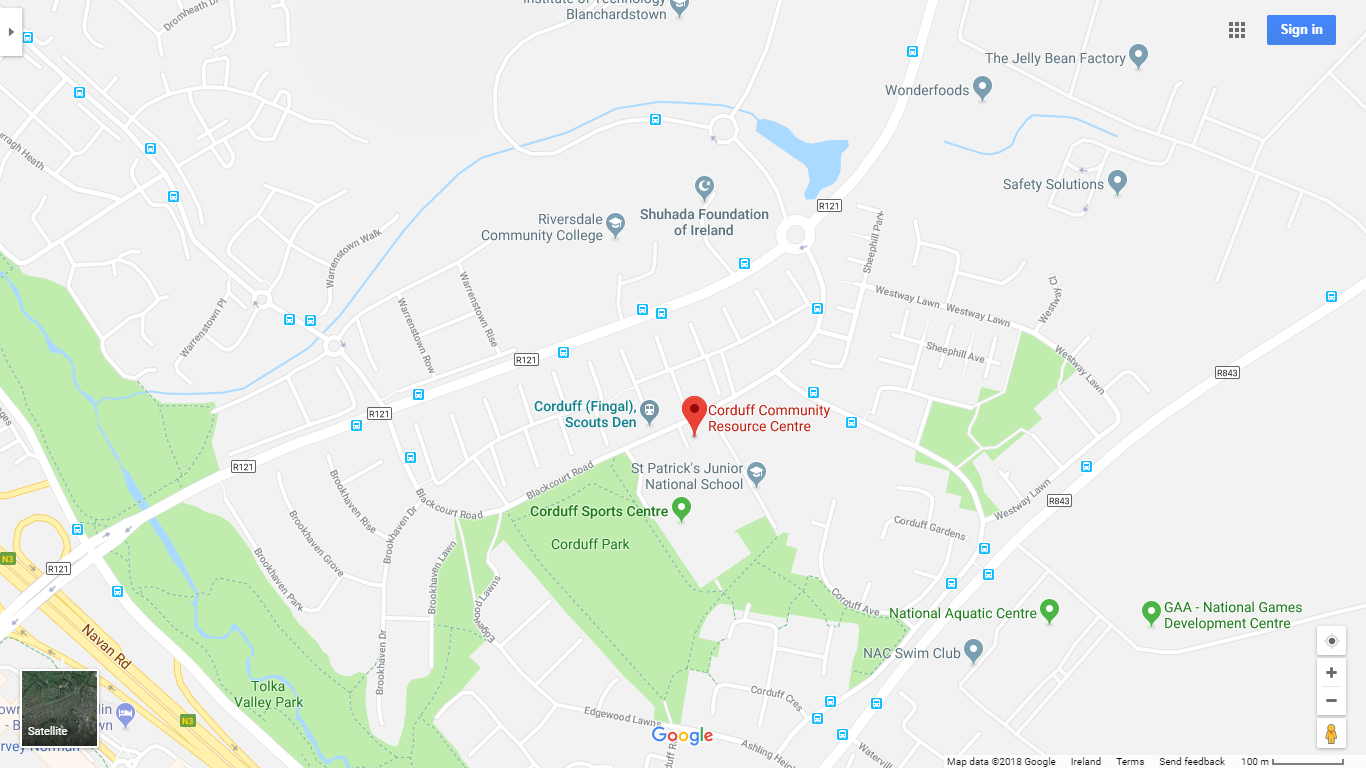 Institute of Technology
Blanchardstown
Dromheath Dr
Sign in
The Jelly Bean Factory
Wonderfoods
Heath
Safety Solutions
Shuhada Foundation
of Ireland
Riversdale
Community College
R121
Sheephill Park
Warrenstown Walk
Warrenstown Pl
Warrenstown Row
Warrenstown Rise
Westway Lawn
Westway Lawn
Westway Ct
Sheephill Ave
Westway Lawn
R121
R843
R121
Corduff (Fingal),
Scouts Den
Corduff Community
Resource Centre
R121
St Patrick's Junior
National School
Blackcourt Road
Blackcourt Road
Corduff Sports Centre
Corduff Park
Brookhaven Rise
Brookhaven Dr
Brookhaven Grove
Brookhaven Park
Brookhaven Lawn
Brookhaven Dr
Edgewood Lawns
Westway Lawn
R843
Corduff Gardens
N3
R121
Corduff Ave
National Aquatic Centre
GAA - National Games
Development Centre
NAC Swim Club
Navan Rd
Tolka
Valley Park
N3
Corduff Cres
Edgewood Lawns
Ashling Heights
Satellite
Google
Map data ©2018 Google
Ireland
Terms
Send feedback
100 m